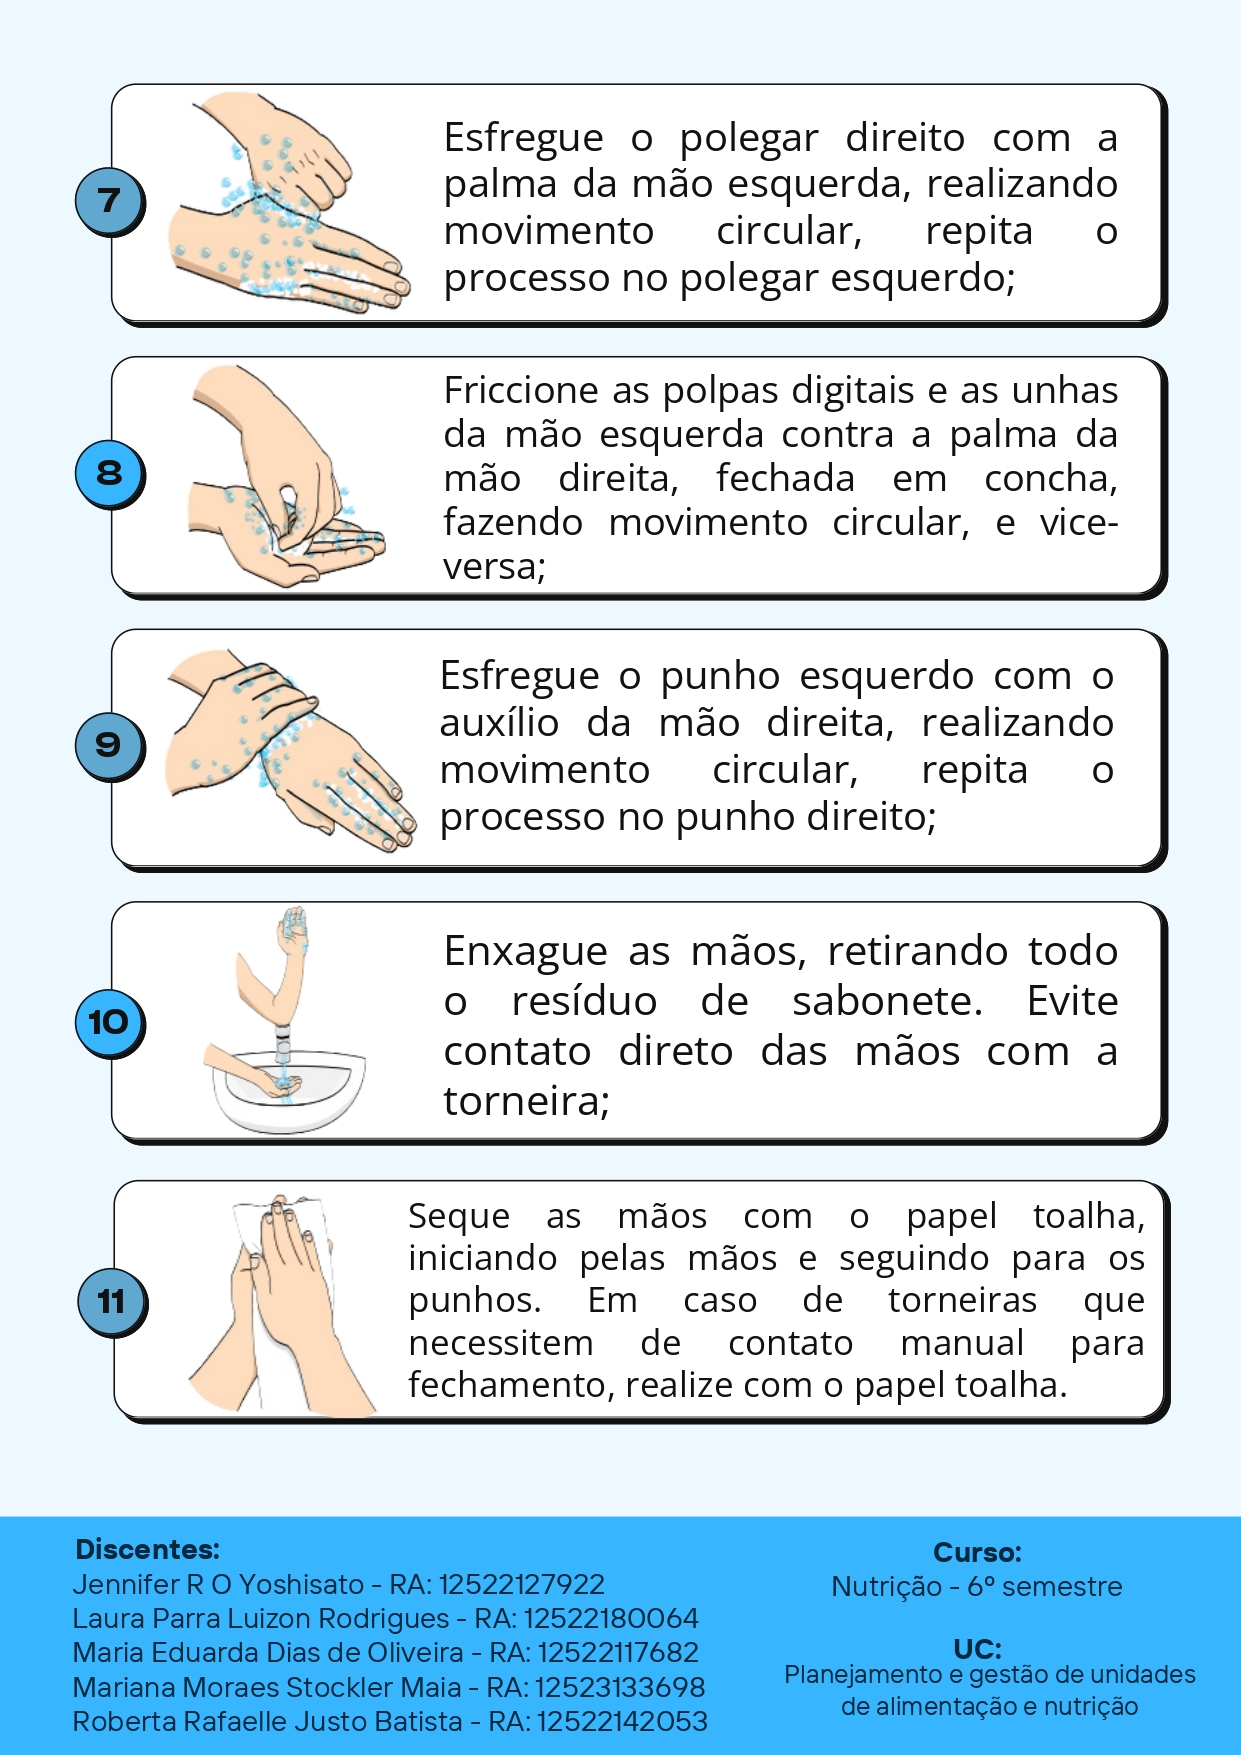 7
Esfregue o polegar direito com a
palma da mão esquerda, realizando
movimento circular, repita o
processo no polegar esquerdo;
8
Friccione as polpas digitais e as unhas
da mão esquerda contra a palma da
mão direita, fechada em concha,
fazendo movimento circular, e vice-
versa;
9
Esfregue o punho esquerdo com o
auxílio da mão direita, realizando
movimento circular, repita o
processo no punho direito;
10
Enxague as mãos, retirando todo
o resíduo de sabonete. Evite
contato direto das mãos com a
torneira;
11
Seque as mãos com o papel toalha,
iniciando pelas mãos e seguindo para os
punhos. Em caso de torneiras que
necessitem de contato manual para
fechamento, realize com o papel toalha.
Discentes:
Jennifer R O Yoshisato - RA: 12522127922
Laura Parra Luizon Rodrigues - RA: 12522180064
Maria Eduarda Dias de Oliveira - RA: 12522117682
Mariana Moraes Stockler Maia - RA: 12523133698
Roberta Rafaelle Justo Batista - RA: 12522142053
Curso:
Nutrição - 6º semestre
UC:
Planejamento e gestão de unidades
de alimentação e nutrição